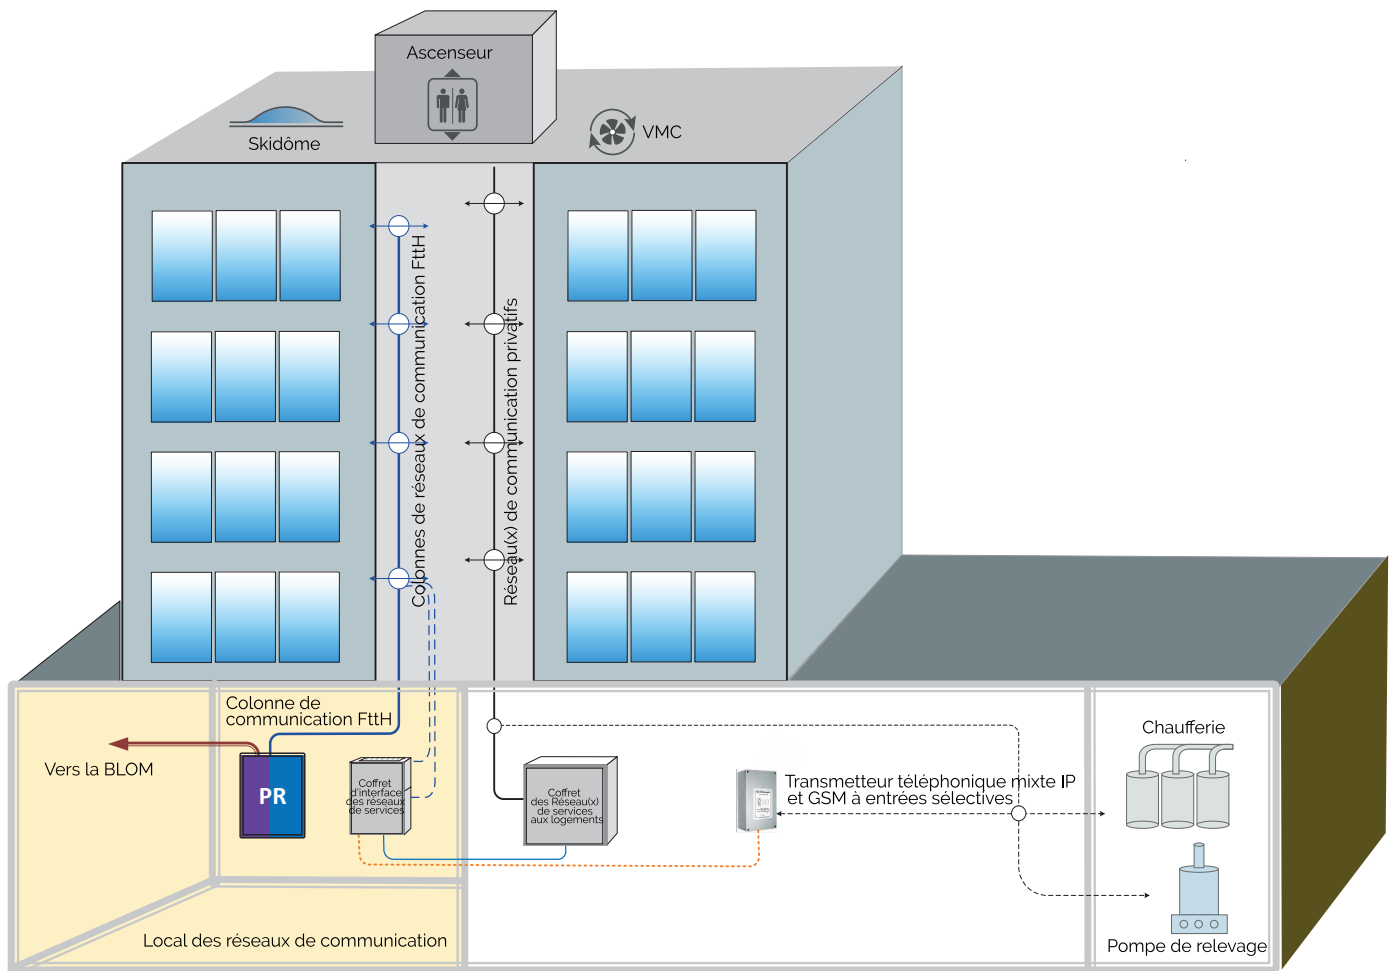 Ascenseur
Skidôme
VMC
Colonnes de réseaux de communication FttH
Réseau(x) de communication privatifs
Colonne de
communication FttH
Vers la BLOM
PR
Coffret
d'interface
des réseaux
de services
Coffret
des Réseau(x)
de services
aux logements
Transmetteur téléphonique mixte IP
et GSM à entrées sélectives
Chaufferie
Pompe de relevage
Local des réseaux de communication